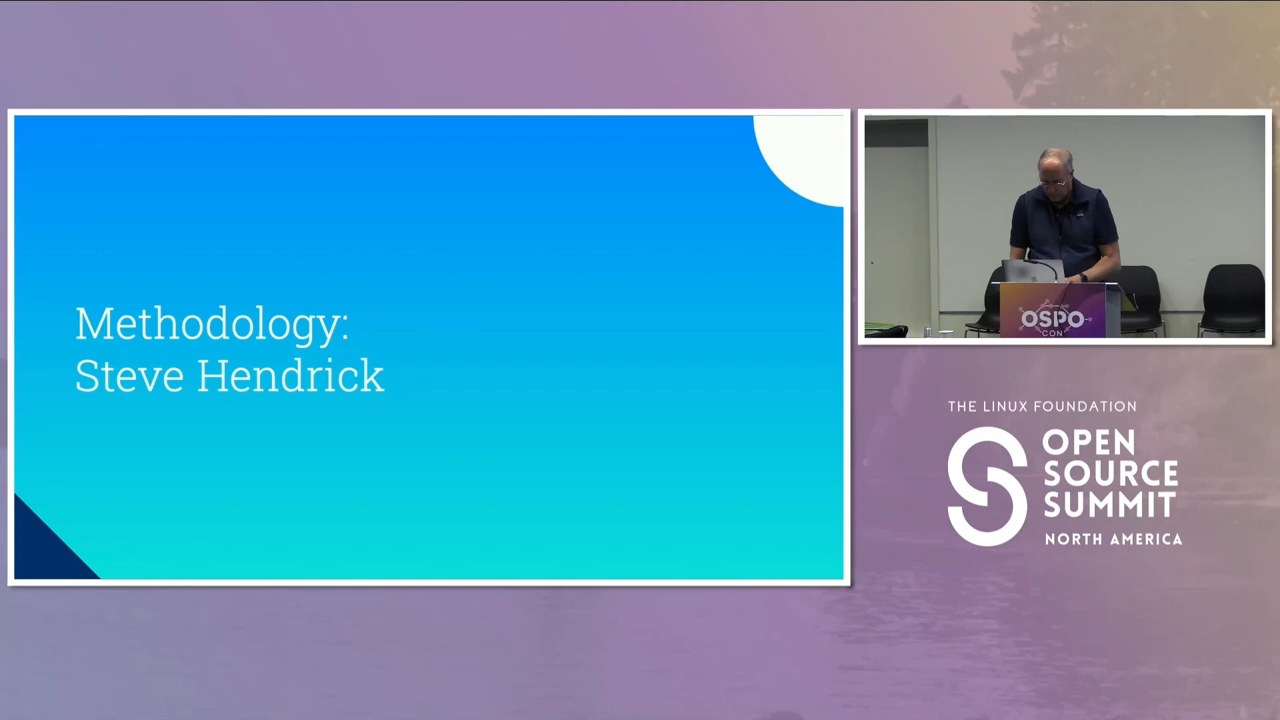 Methodology:
Steve Hendrick
OSPO
CON
THE LINUX FOUNDATION
OPEN
SOURCE
SUMMIT
NORTH AMERICA